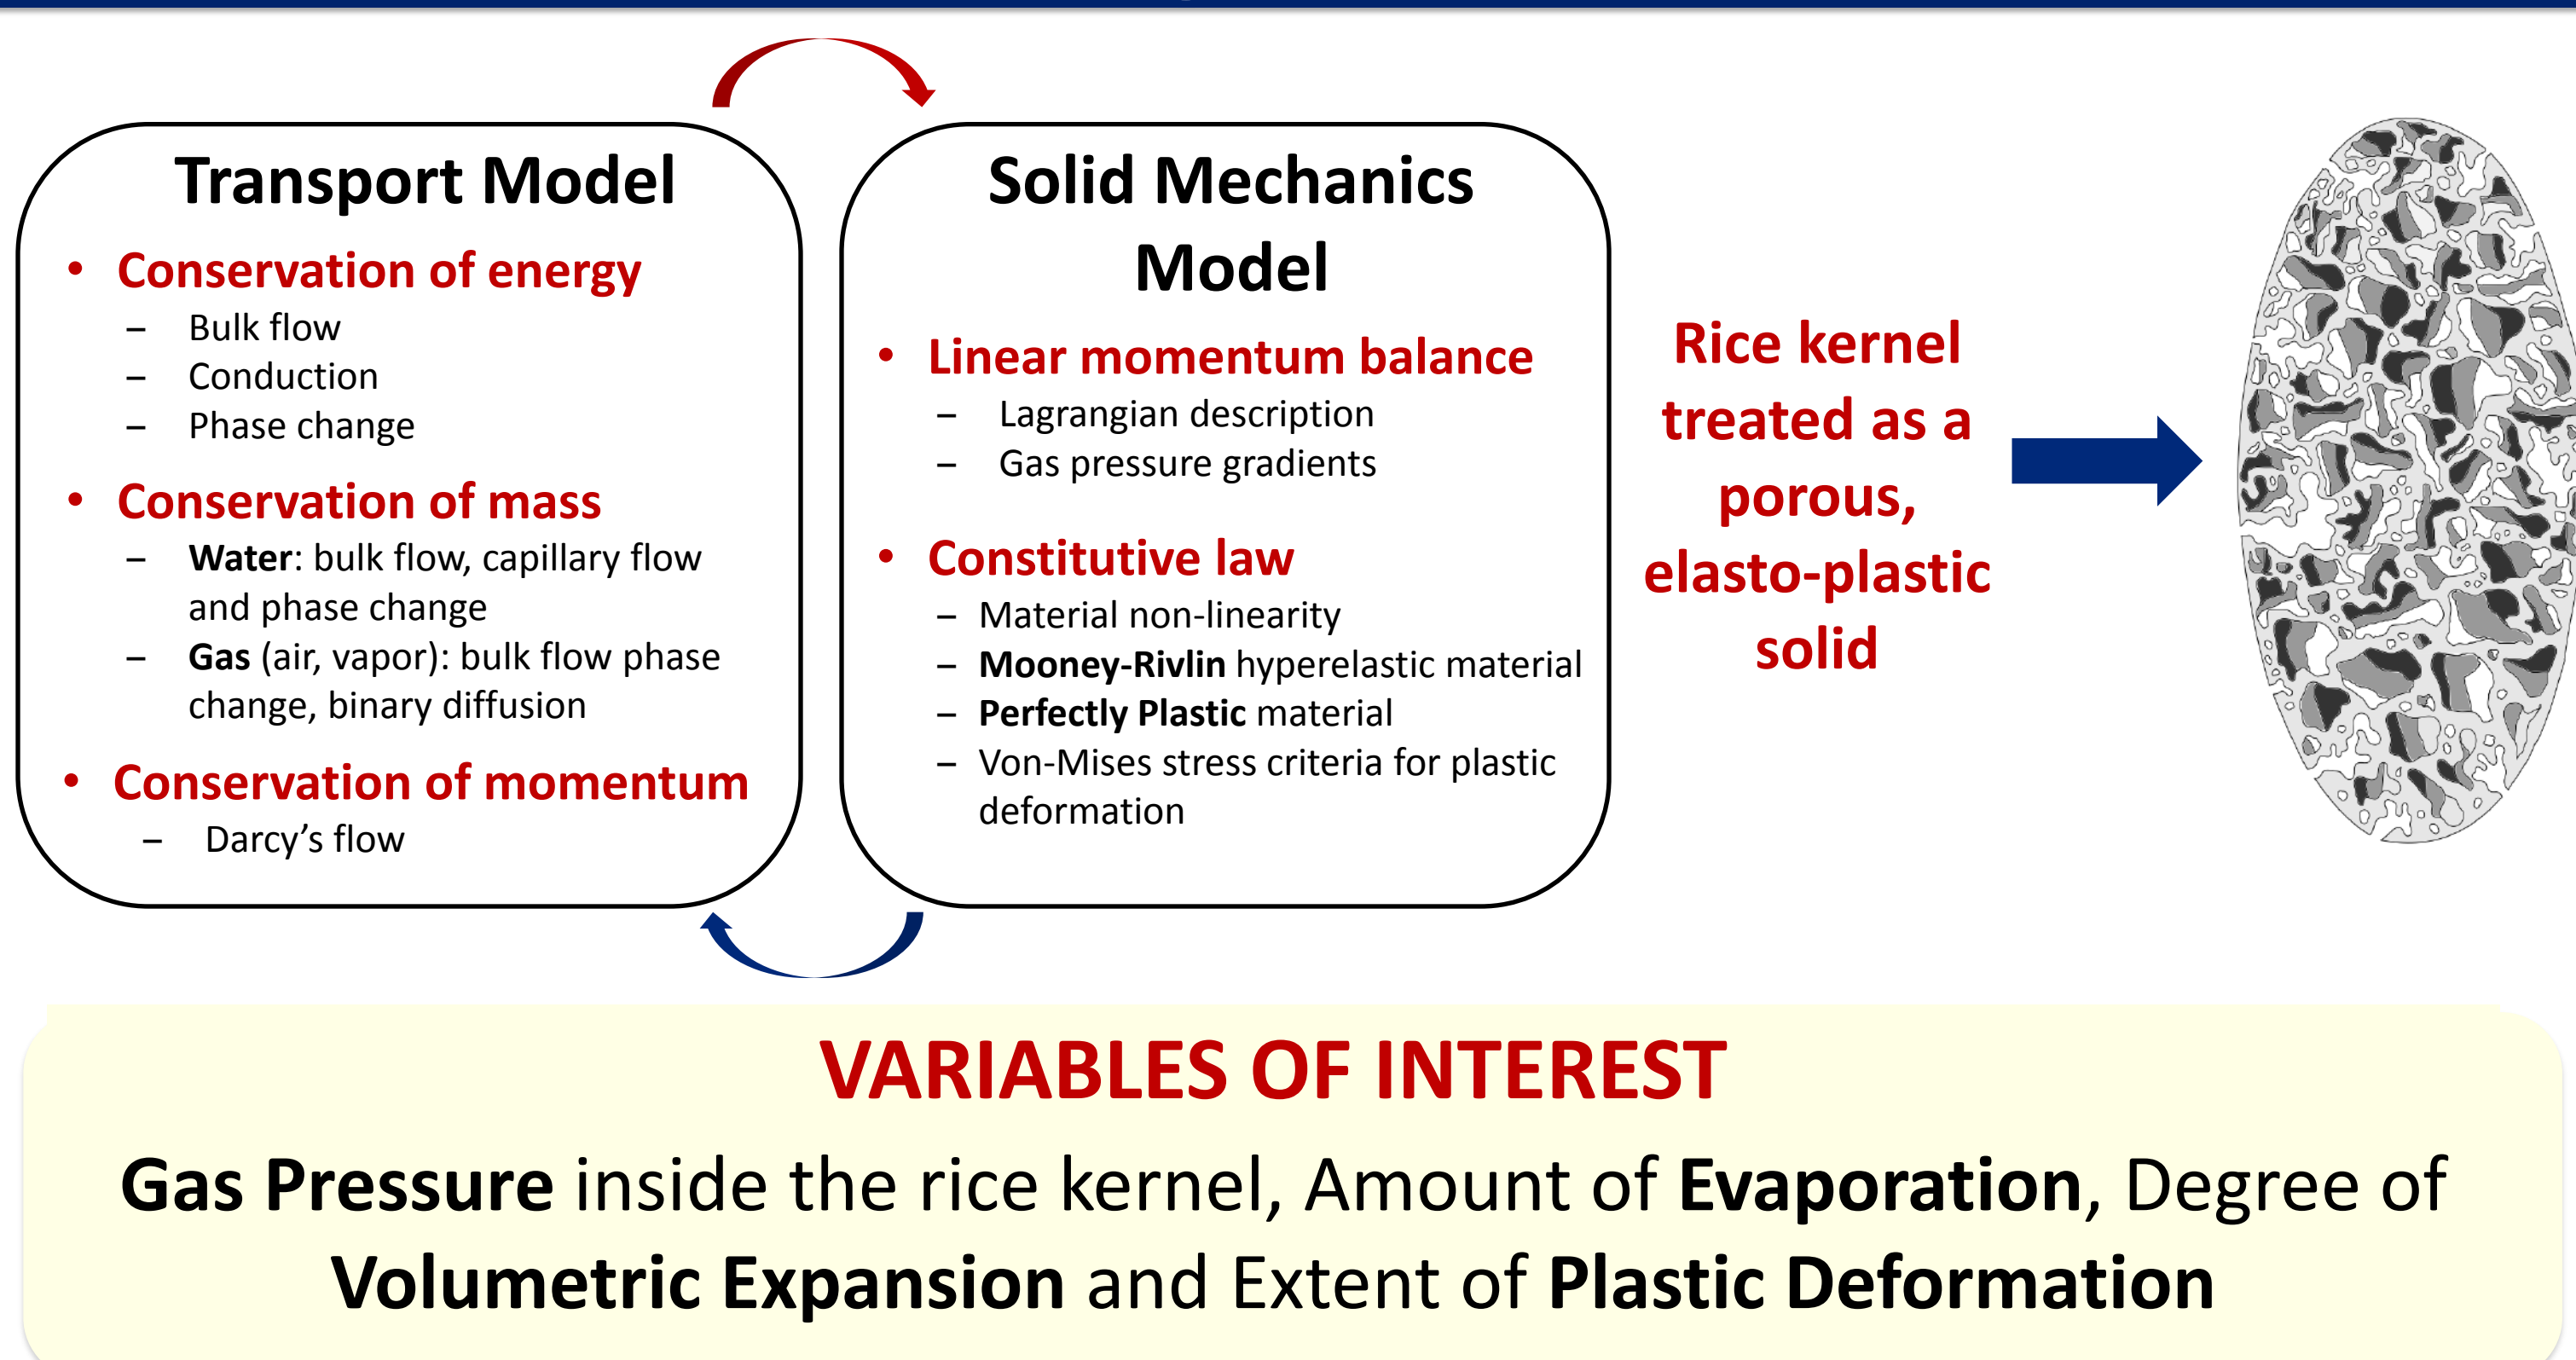 Transport Model
• Conservation of energy
– Bulk flow
– Conduction
– Phase change
• Conservation of mass
– Water: bulk flow, capillary flow
and phase change
– Gas (air, vapor): bulk flow phase
change, binary diffusion
• Conservation of momentum
– Darcy’s flow
Solid Mechanics
Model
• Linear momentum balance
– Lagrangian description
– Gas pressure gradients
• Constitutive law
– Material non-linearity
– Mooney-Rivlin hyperelastic material
– Perfectly Plastic material
– Von-Mises stress criteria for plastic
deformation
Rice kernel
treated as a
porous,
elasto-plastic
solid
VARIABLES OF INTEREST
Gas Pressure inside the rice kernel, Amount of Evaporation, Degree of
Volumetric Expansion and Extent of Plastic Deformation